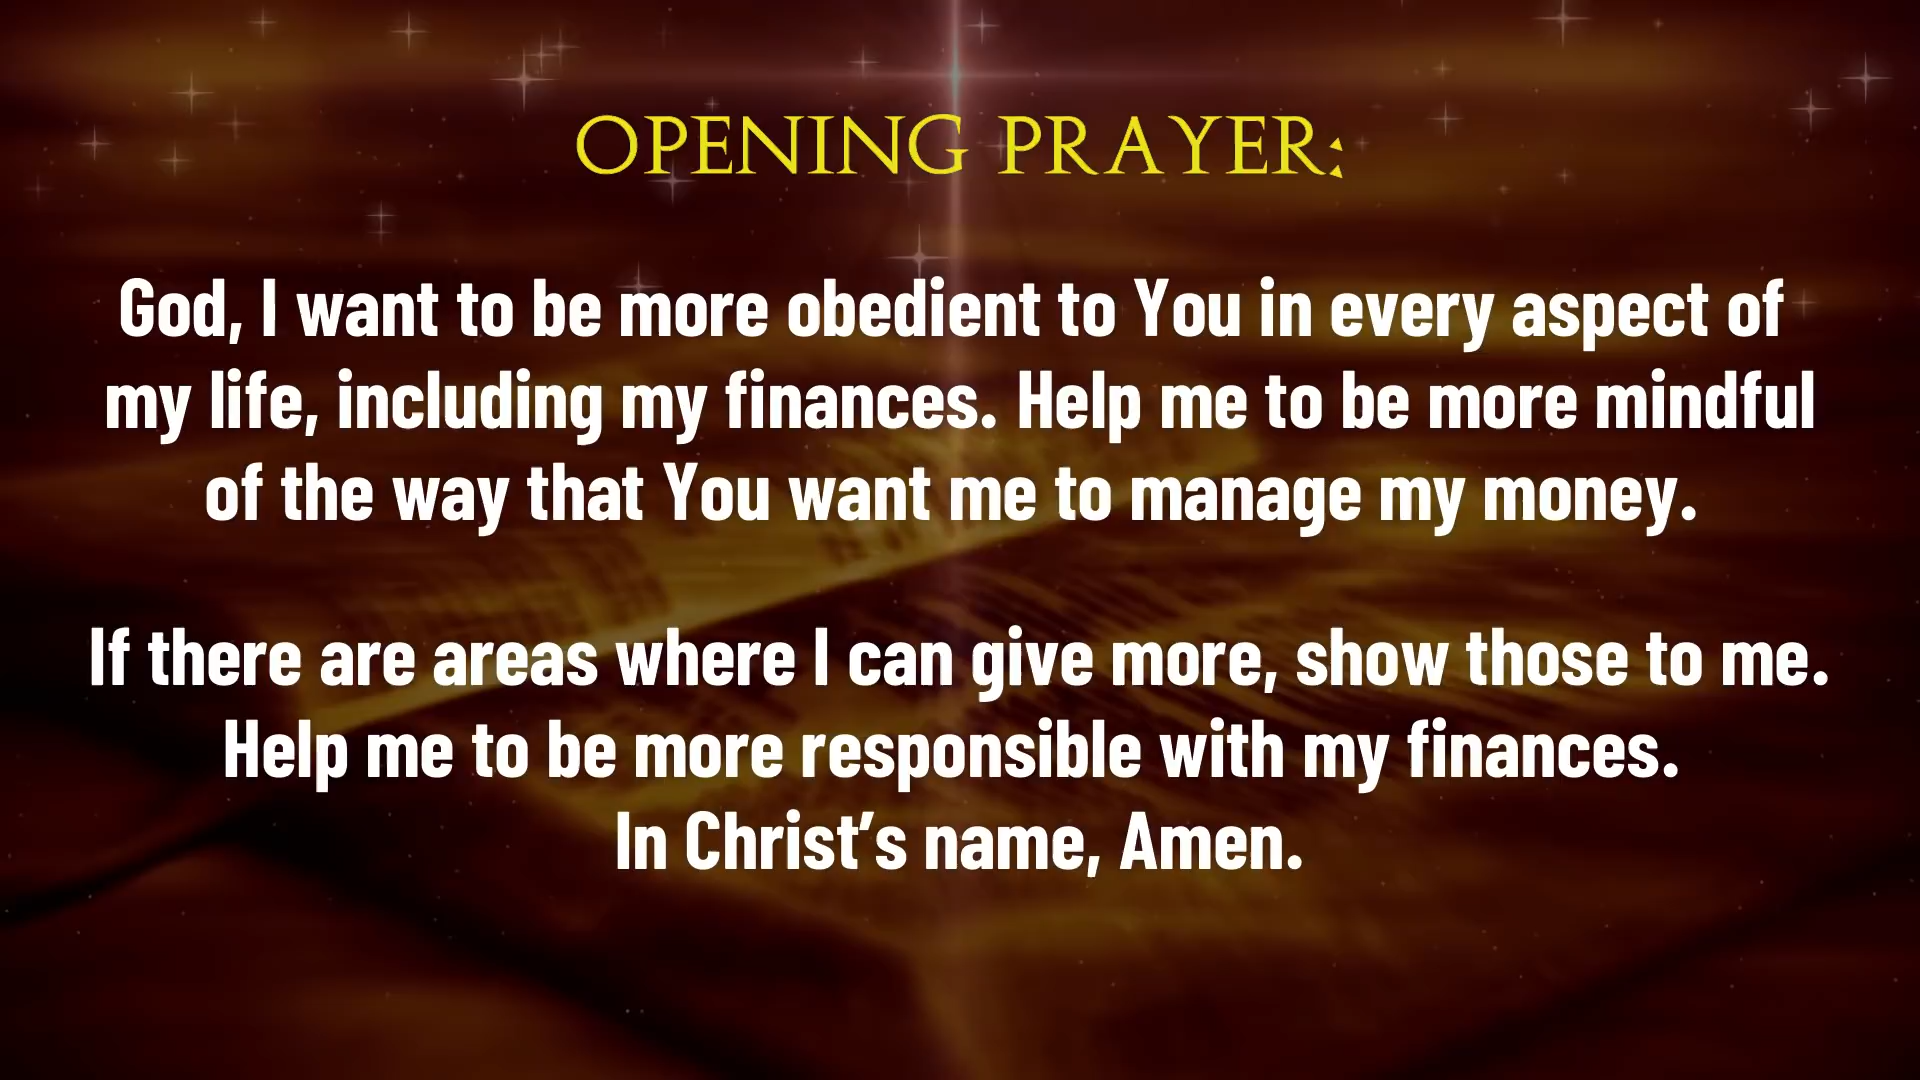 OPENING PRAYER:
God, I want to be more obedient to You in every aspect of
my life, including my finances. Help me to be more mindful
of the way that You want me to manage my money.
If there are areas where I can give more, show those to me.
Help me to be more responsible with my finances.
In Christ’s name, Amen.